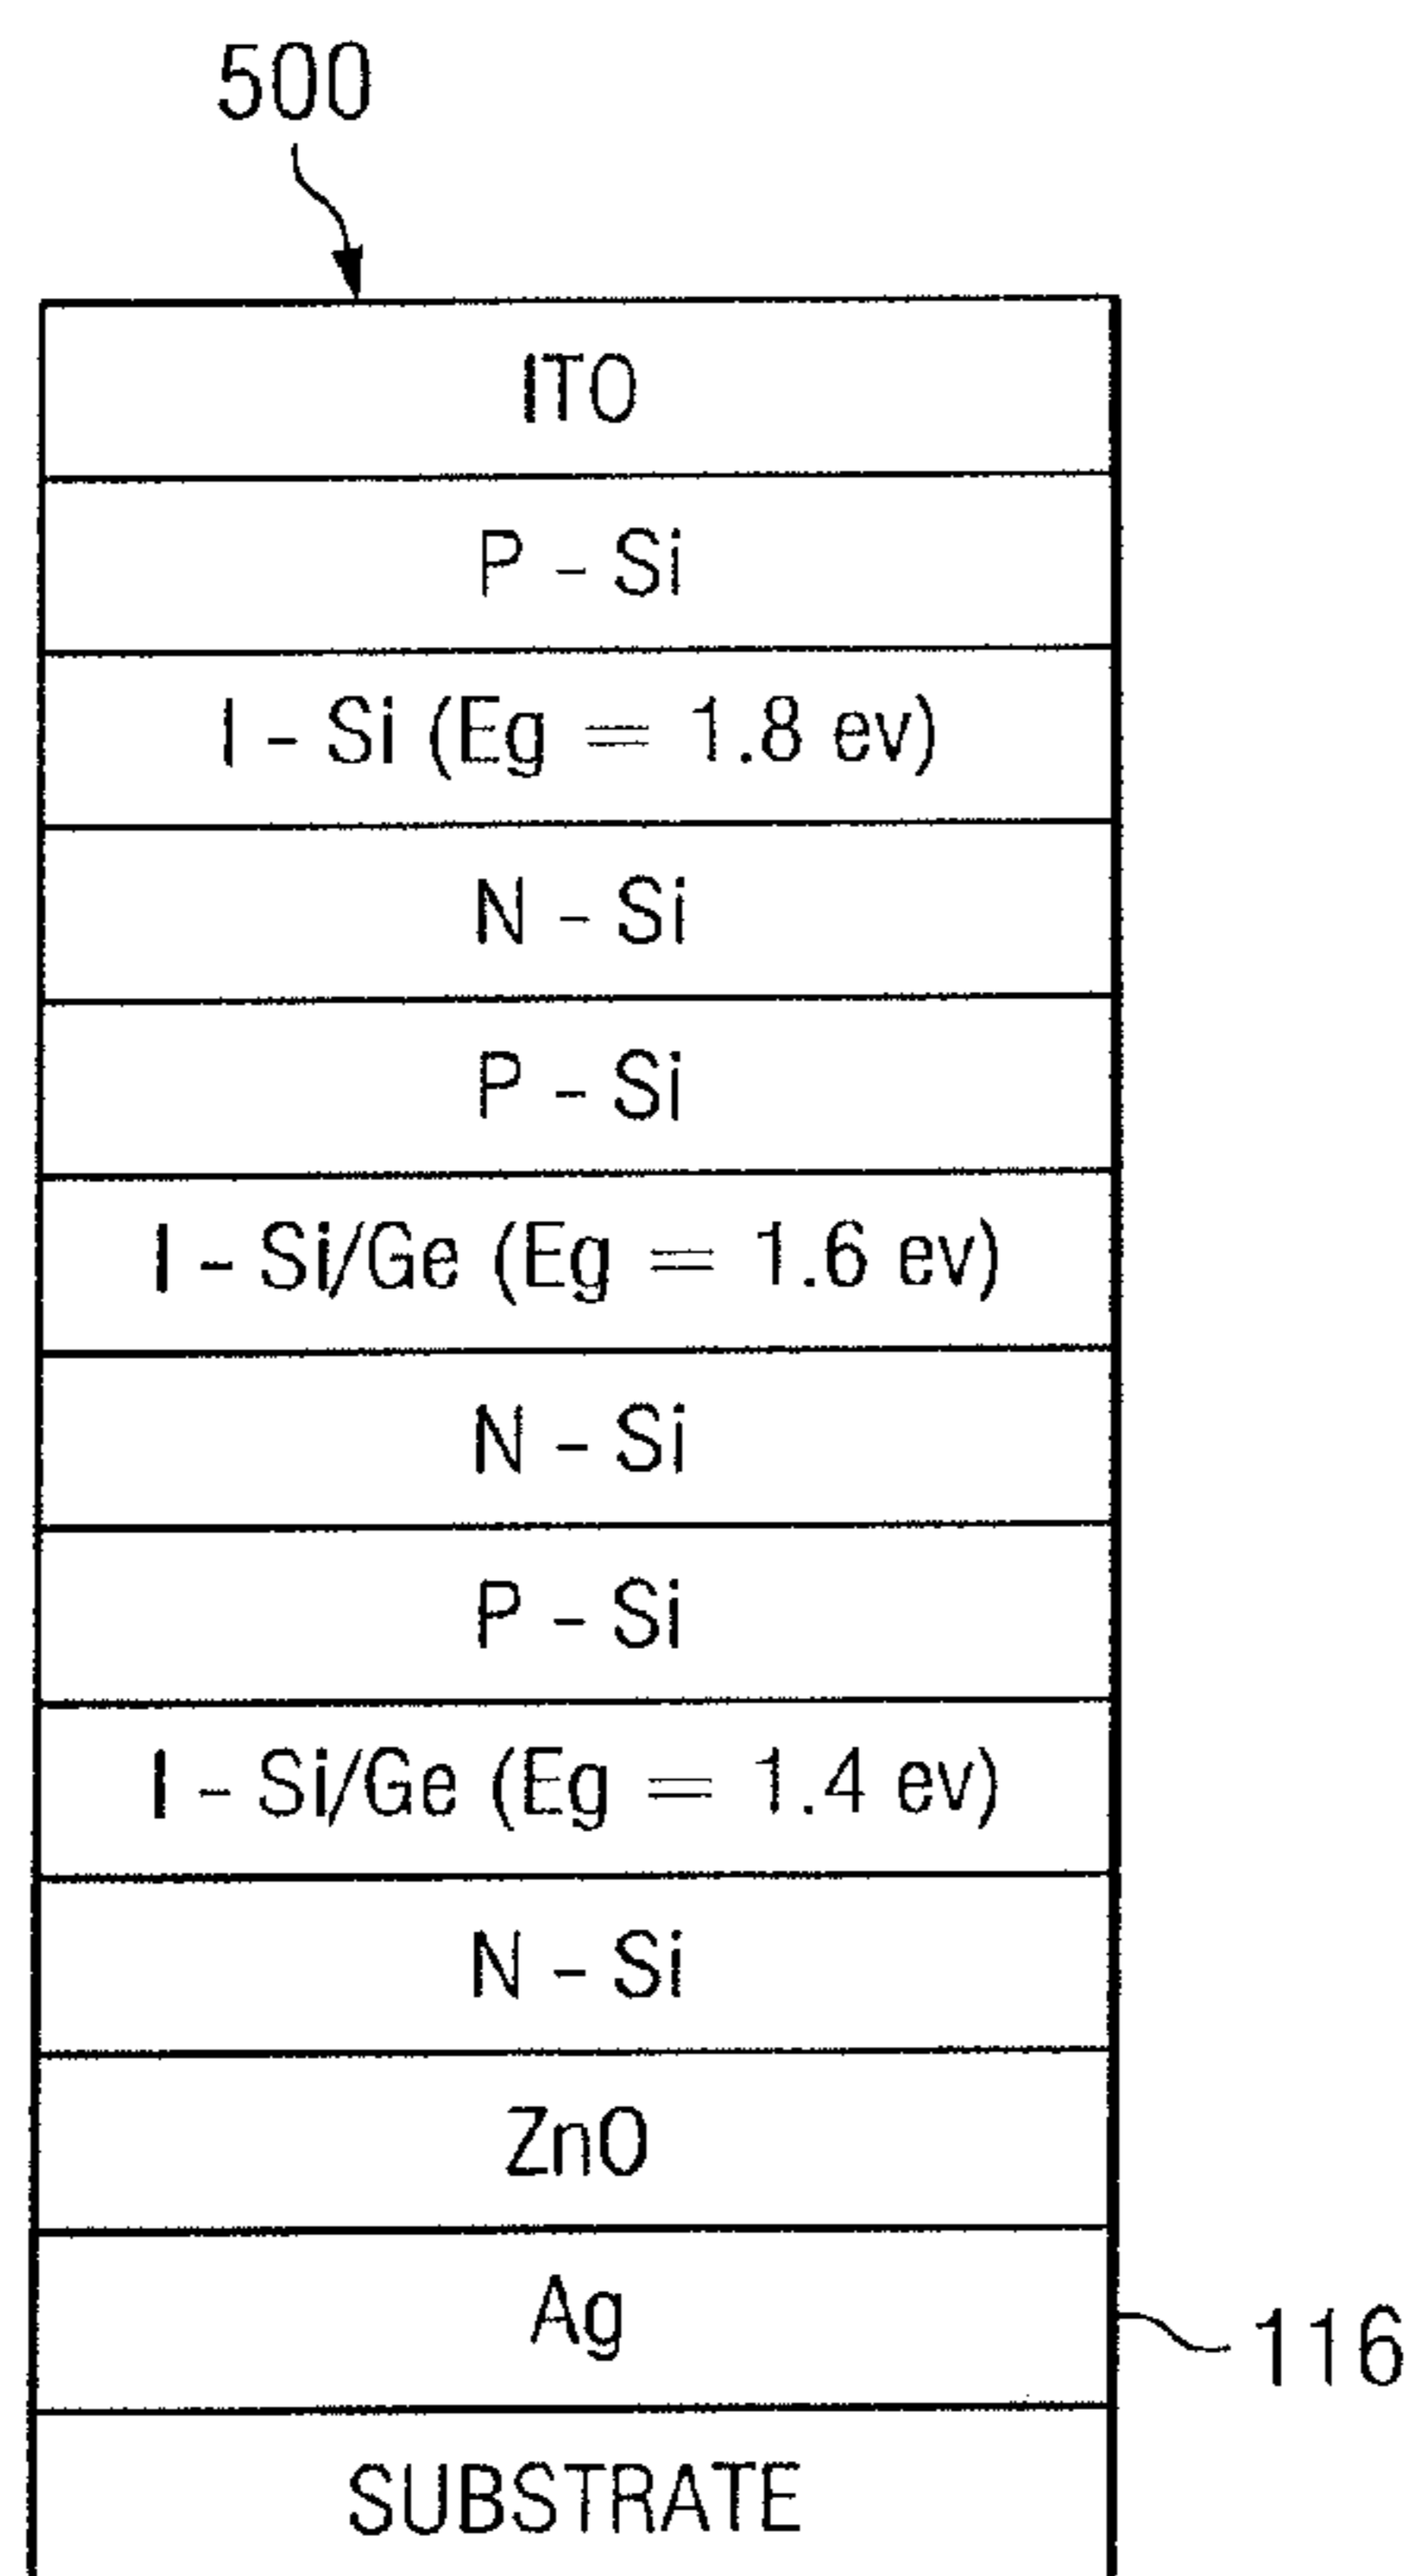 500
ITO
P - Si
I - Si (Eg = 1.8 ev)
N - Si
P - Si
I - Si/Ge (Eg = 1.6 ev)
N - Si
P - Si
I - Si/Ge (Eg = 1.4 ev)
N - Si
ZnO
Ag
116
SUBSTRATE